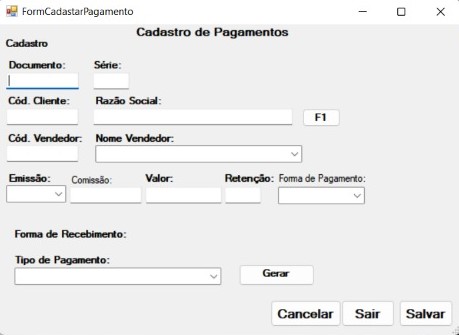 FormCadastarPagamento
Cadastro de Pagamentos
Cadastro
Documento: Série:
Cód. Cliente: Razão Social:
F1
Cód. Vendedor: Nome Vendedor:
Emissão: Comissão: Valor: Retenção: Forma de Pagamento:
Forma de Recebimento:
Tipo de Pagamento:
Gerar
Cancelar Sair Salvar